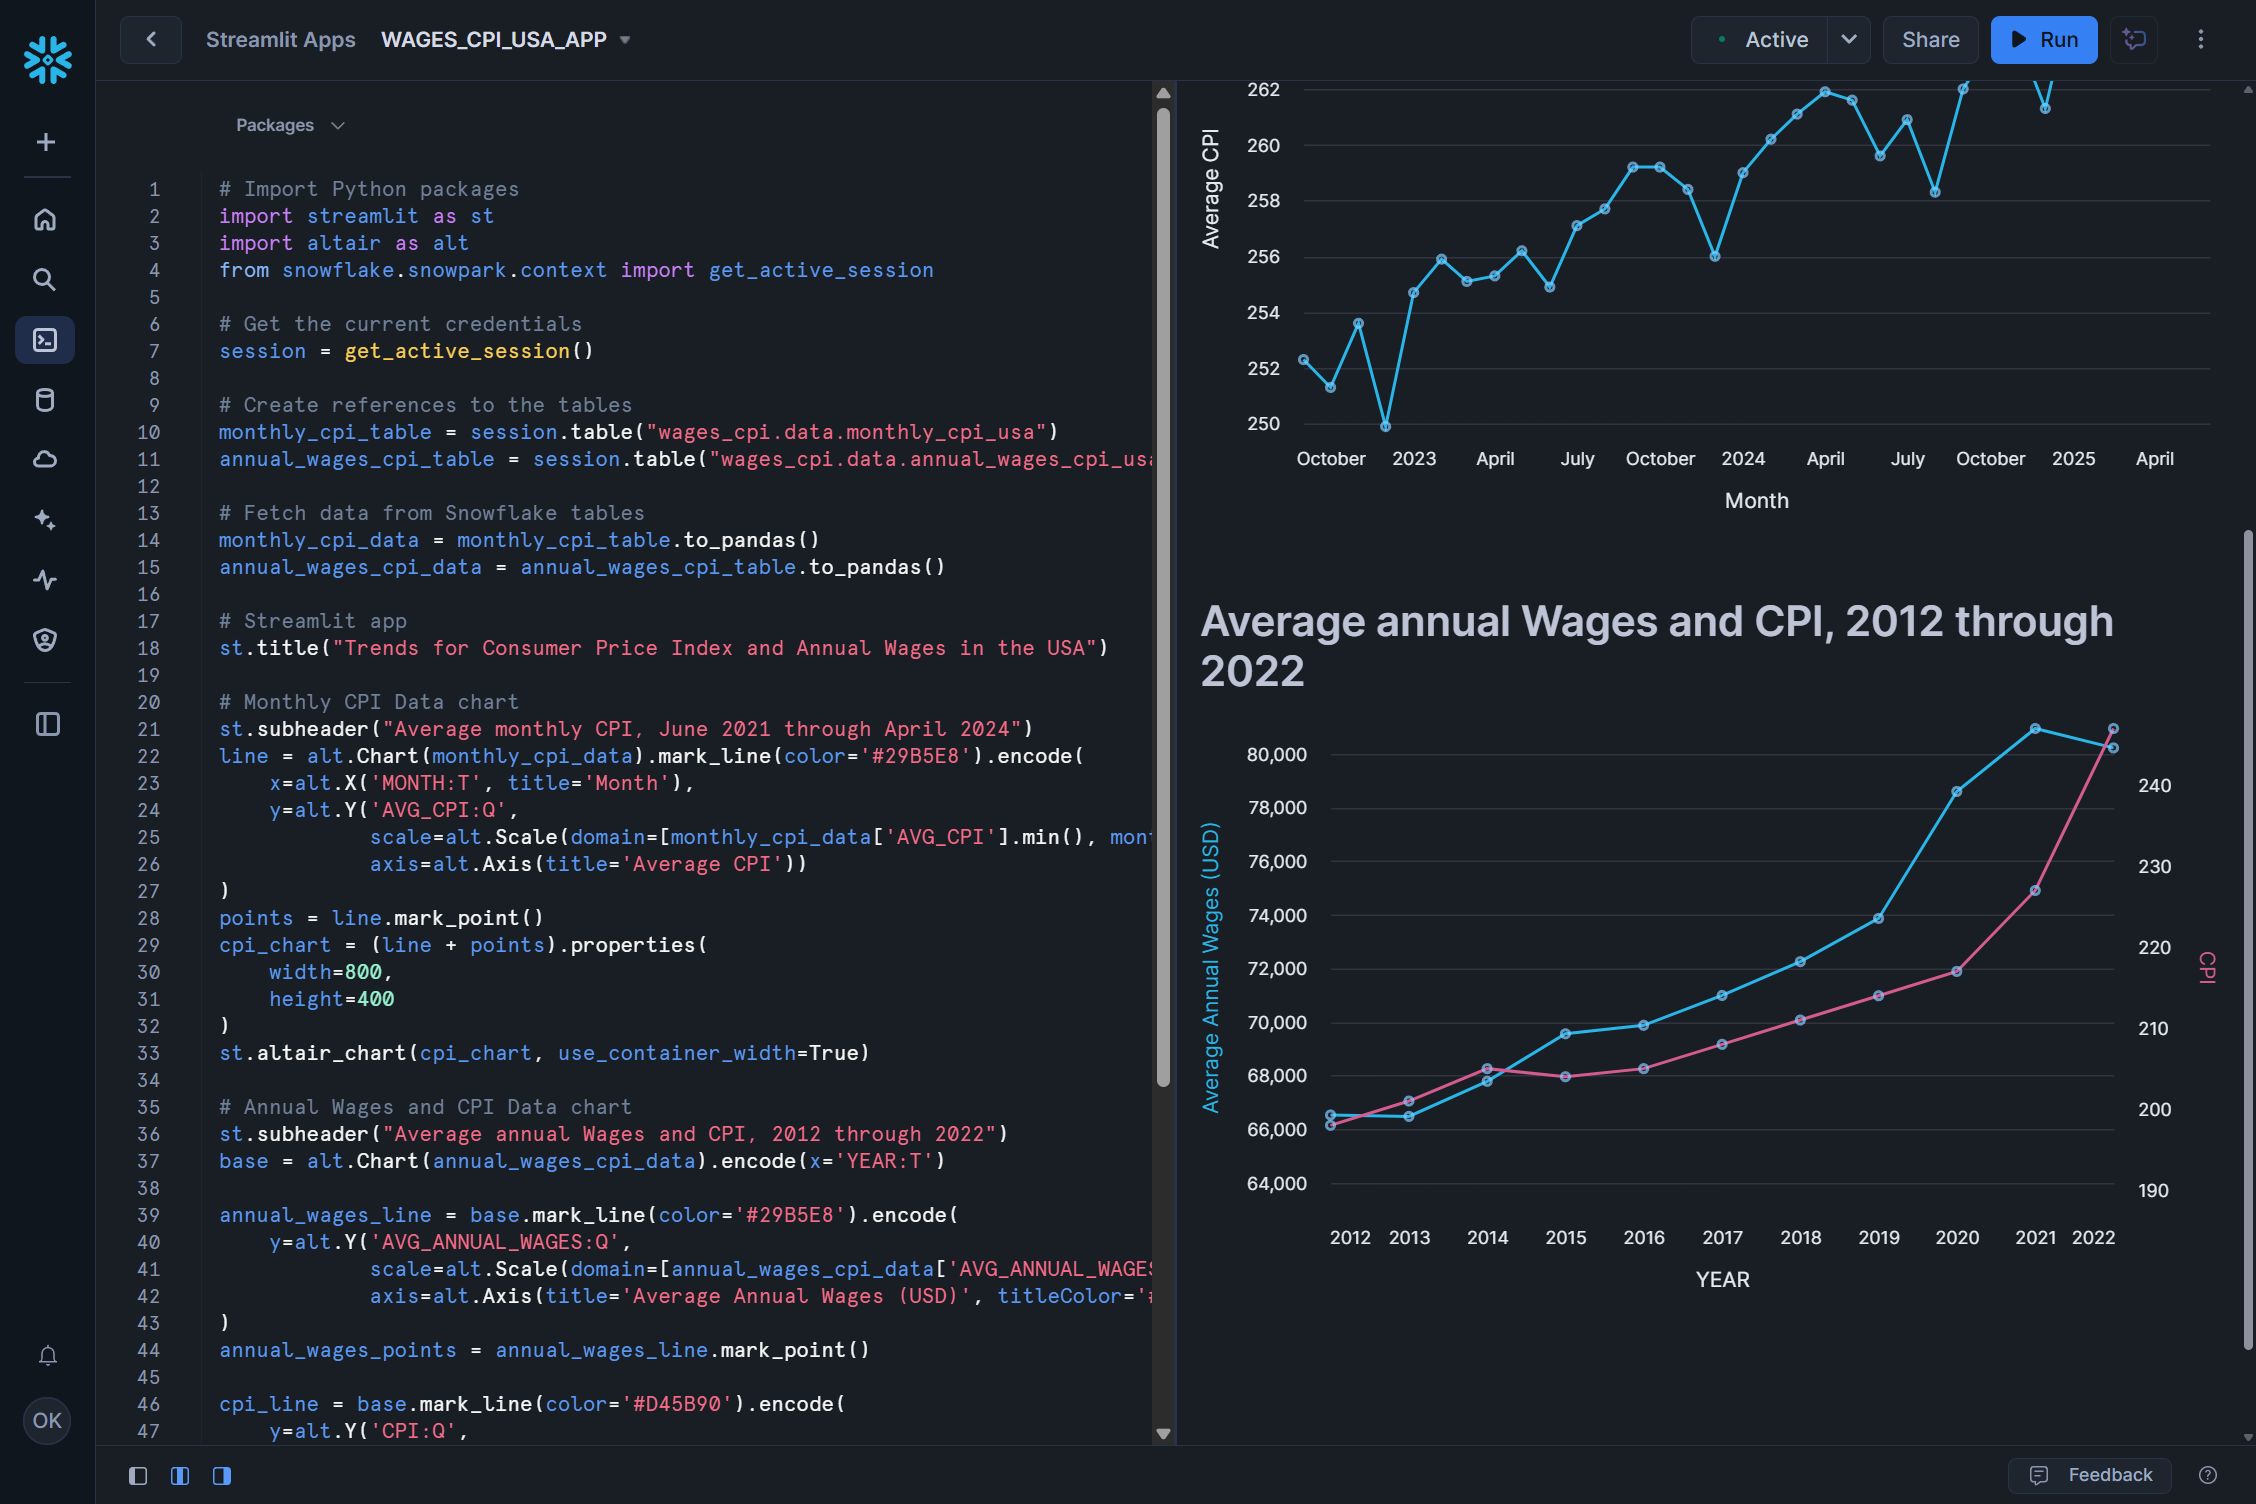 Streamlit Apps WAGES_CPI_USA_APP
Active
Share
Run
Packages
1 # Import Python packages
2 import streamlit as st
3 import altair as alt
4 from snowflake.snowpark.context import get_active_session
5
6 # Get the current credentials
7 session = get_active_session()
8
9 # Create references to the tables
10 monthly_cpi_table = session.table("wages_cpi.data.monthly_cpi_usa")
11 annual_wages_cpi_table = session.table("wages_cpi.data.annual_wages_cpi_usa
12
13 # Fetch data from Snowflake tables
14 monthly_cpi_data = monthly_cpi_table.to_pandas()
15 annual_wages_cpi_data = annual_wages_cpi_table.to_pandas()
16
17 # Streamlit app
18 st.title("Trends for Consumer Price Index and Annual Wages in the USA")
19
20 # Monthly CPI Data chart
21 st.subheader("Average monthly CPI, June 2021 through April 2024")
22 line = alt.Chart(monthly_cpi_data).mark_line(color='#29B5E8').encode(
23 x=alt.X('MONTH:T', title='Month'),
24 y=alt.Y('AVG_CPI:Q',
25 scale=alt.Scale(domain=[monthly_cpi_data['AVG_CPI'].min(), mont
26 axis=alt.Axis(title='Average CPI'))
27 )
28 points = line.mark_point()
29 cpi_chart = (line + points).properties(
30 width=800,
31 height=400
32 )
33 st.altair_chart(cpi_chart, use_container_width=True)
34
35 # Annual Wages and CPI Data chart
36 st.subheader("Average annual Wages and CPI, 2012 through 2022")
37 base = alt.Chart(annual_wages_cpi_data).encode(x='YEAR:T')
38
39 annual_wages_line = base.mark_line(color='#29B5E8').encode(
40 y=alt.Y('AVG_ANNUAL_WAGES:Q',
41 scale=alt.Scale(domain=[annual_wages_cpi_data['AVG_ANNUAL_WAGES
42 axis=alt.Axis(title='Average Annual Wages (USD)', titleColor='#
43 )
44 annual_wages_points = annual_wages_line.mark_point()
45
46 cpi_line = base.mark_line(color='#D45B90').encode(
47 y=alt.Y('CPI:Q',
OK
Average CPI
262
260
258
256
254
252
250
October 2023 April July October 2024 April July October 2025 April
Month
Average annual Wages and CPI, 2012 through
2022
Average Annual Wages (USD)
80,000
78,000
76,000
74,000
72,000
70,000
68,000
66,000
64,000
240
230
220
210
200
190
CPI
2012 2013 2014 2015 2016 2017 2018 2019 2020 2021 2022
YEAR
Feedback